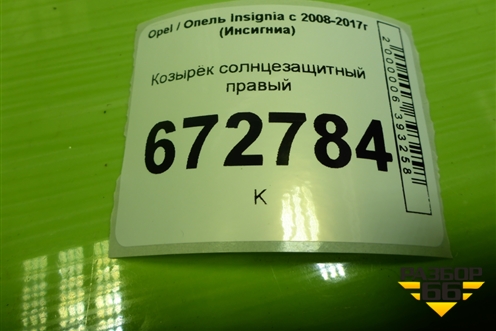 Opel / Опель Insignia с 2008-2017г
(Инсигниа)
Козырёк солнцезащитный
правый
672784
К
2000006393258
РАЗБОР
66